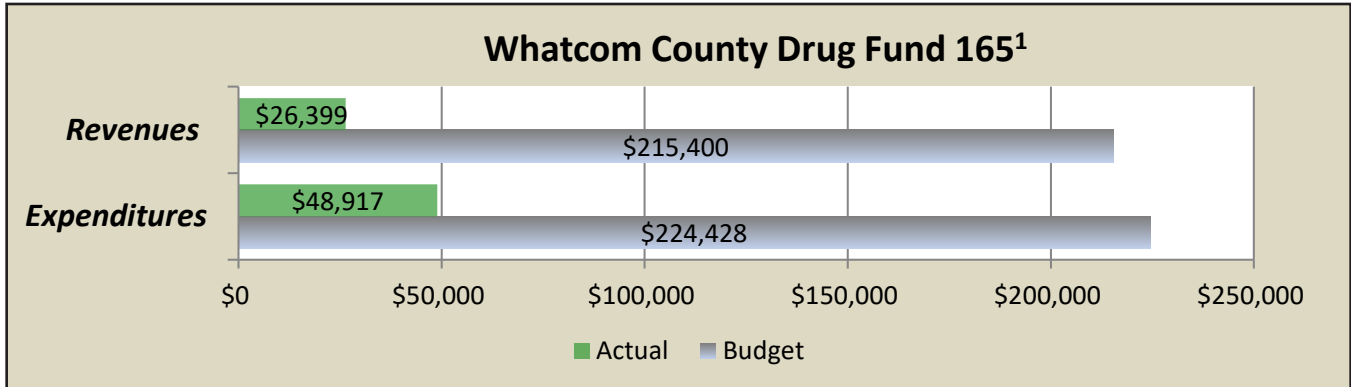 Whatcom County Drug Fund 165¹
Revenues
$26,399
$215,400
Expenditures
$48,917
$224,428
$0 $50,000 $100,000 $150,000 $200,000 $250,000
Actual Budget